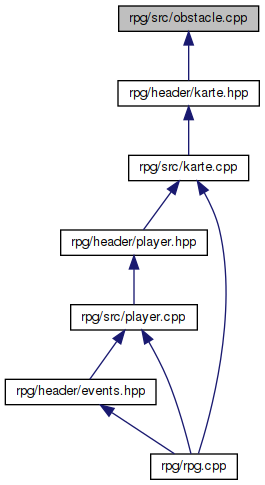 rpg/src/obstacle.cpp
rpg/header/karte.hpp
rpg/src/karte.cpp
rpg/header/player.hpp
rpg/src/player.cpp
rpg/header/events.hpp
rpg/rpg.cpp